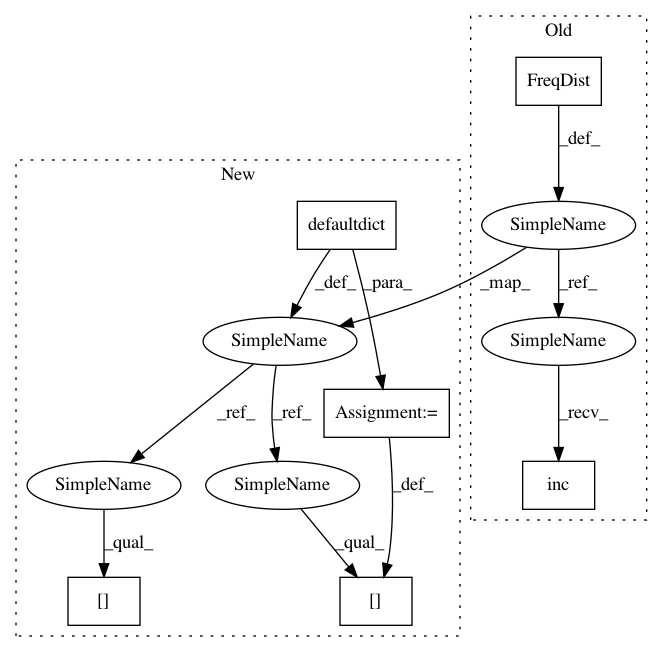 Old
FreqDist
_def_
New
defaultdict
SimpleName
_def_
_para_
_map_
_ref_
SimpleName
SimpleName
Assignment:=
_ref_
_ref_
_recv_
SimpleName
SimpleName
_def_
inc
_qual_
_qual_
[]
[]